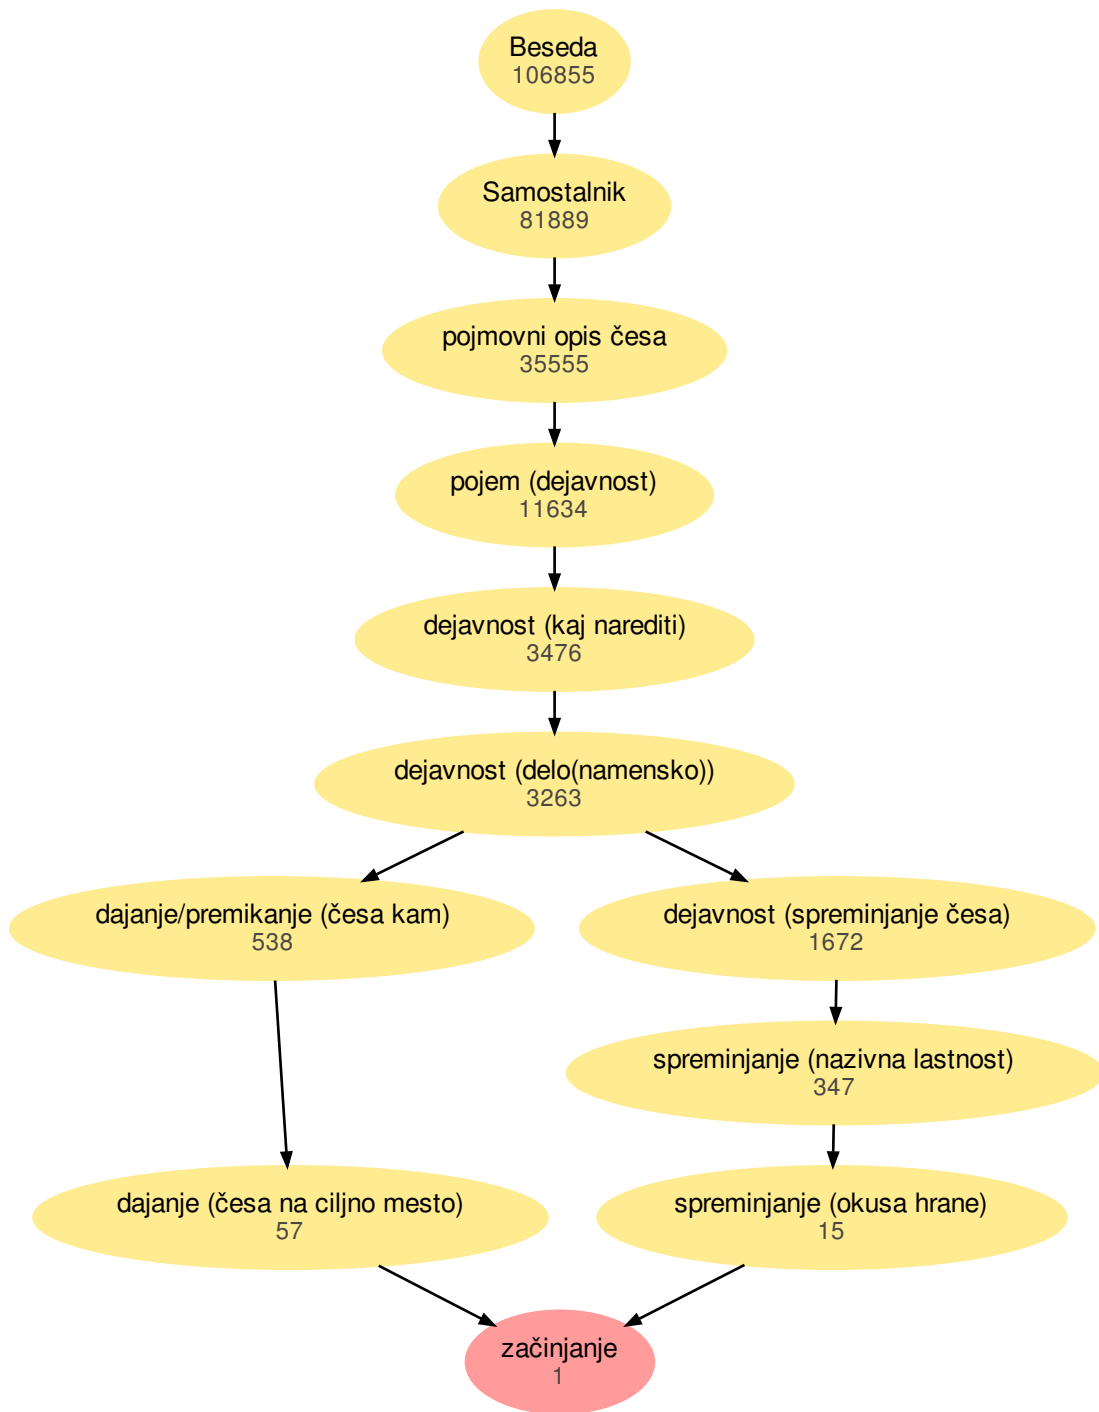 Beseda
106855
Samostalnik
81889
pojmovni opis česa
35555
pojem (dejavnost)
11634
dejavnost (kaj narediti)
3476
dejavnost (delo(namensko))
3263
dajanje/premikanje (česa kam)
538
dejavnost (spreminjanje česa)
1672
spreminjanje (nazivna lastnost)
347
dajanje (česa na ciljno mesto)
57
spreminjanje (okusa hrane)
15
začinjanje
1